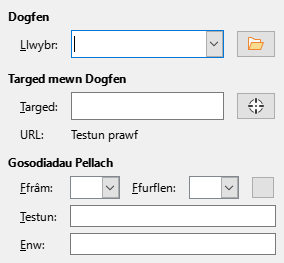 Dogfen
Llwybr:
Targed mewn Dogfen
Targed:
URL: Testun prawf
Gosodiadau Pellach
Ffrâm: Ffurflen:
Testun:
Enw: